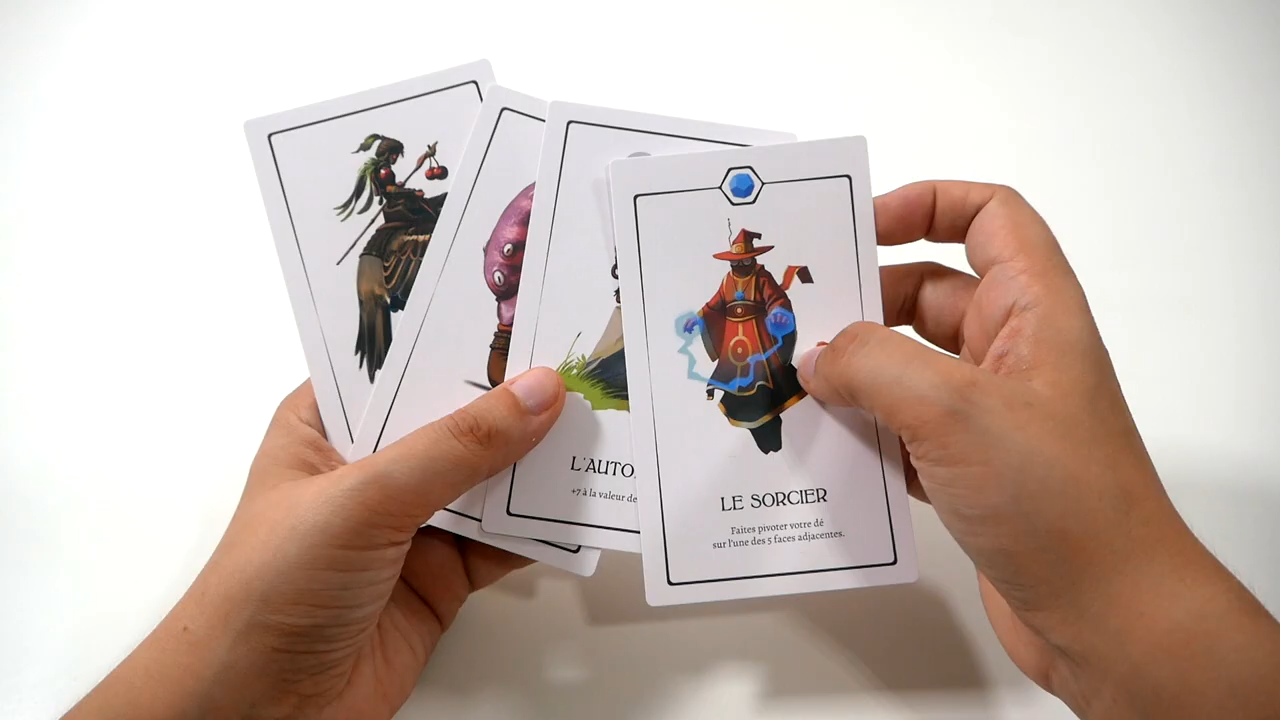 L'AUTO
+7 à la valeur de
LE SORCIER
Faites pivoter votre dé
sur l'une des 5 faces adjacentes.